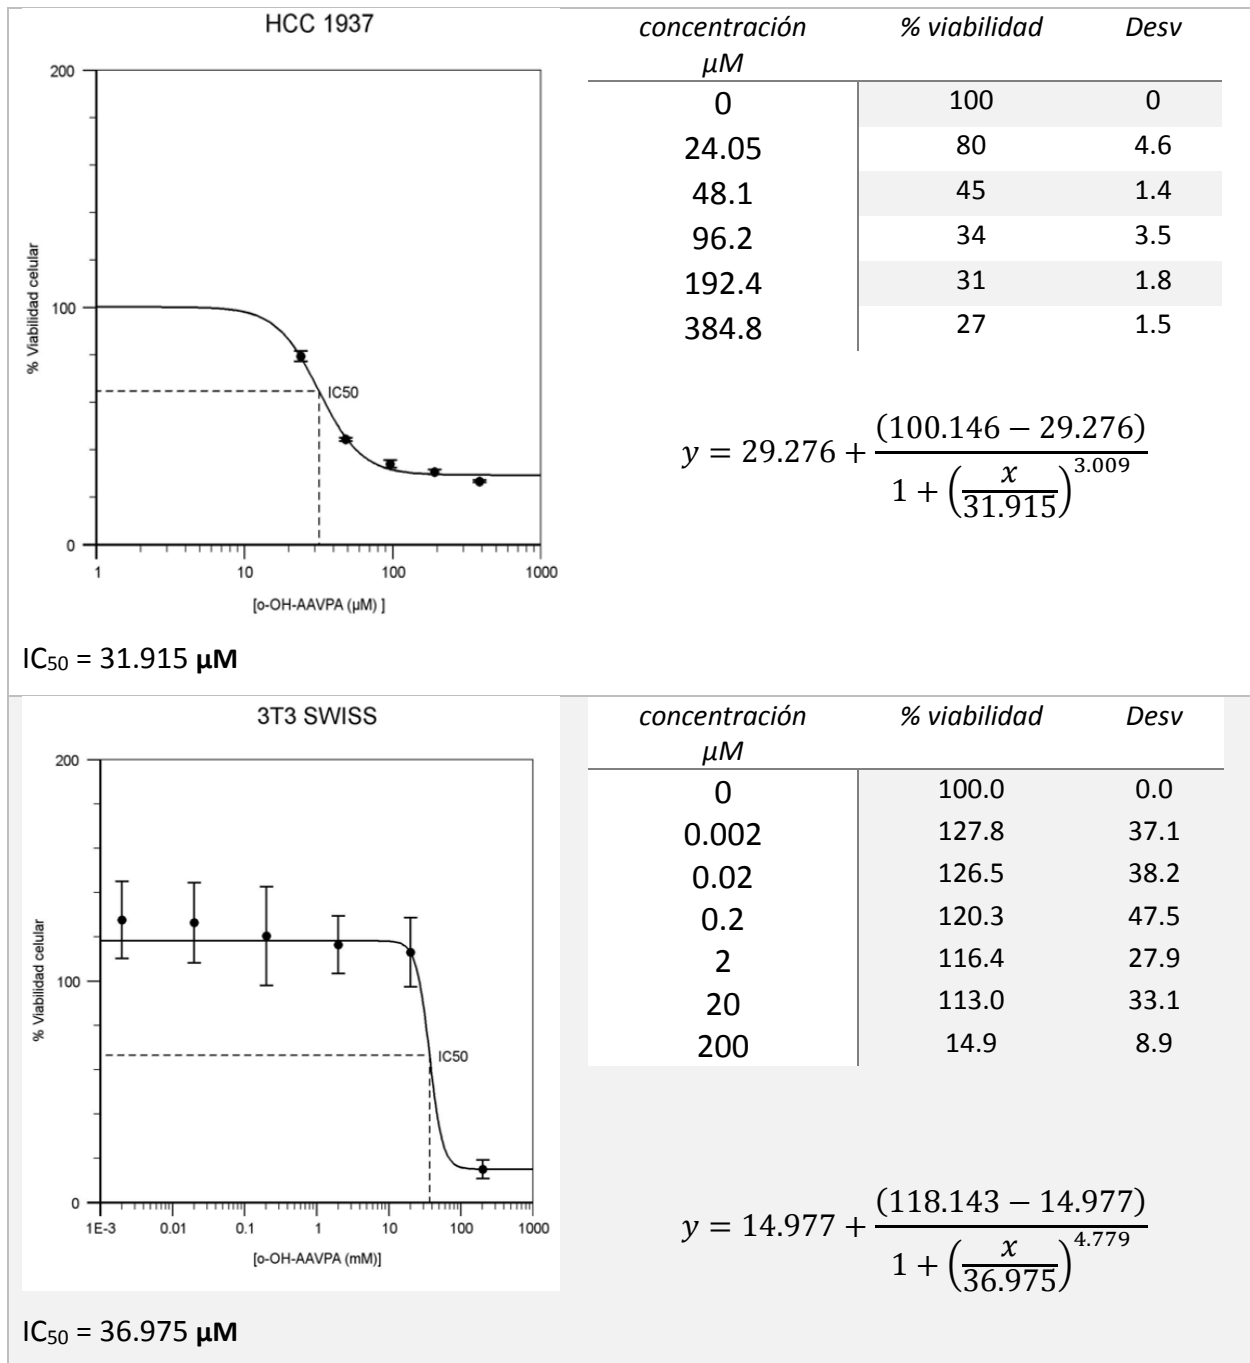 HCC 1937
200
100
0
% Viabilidad celular
IC50
1 10 100 1000
[o-OH-AAVPA (µM) ]
IC₅₀ = 31.915 µM
concentración % viabilidad Desv
µM
0 100 0
24.05 80 4.6
48.1 45 1.4
96.2 34 3.5
192.4 31 1.8
384.8 27 1.5
y = 29.276 + (100.146 − 29.276) / (1 + (x/31.915)^3.009)
3T3 SWISS
200
100
0
% Viabilidad celular
IC50
1E-3 0.01 0.1 1 10 100 1000
[o-OH-AAVPA (mM)]
IC₅₀ = 36.975 µM
concentración % viabilidad Desv
µM
0 100.0 0.0
0.002 127.8 37.1
0.02 126.5 38.2
0.2 120.3 47.5
2 116.4 27.9
20 113.0 33.1
200 14.9 8.9
y = 14.977 + (118.143 − 14.977) / (1 + (x/36.975)^4.779)